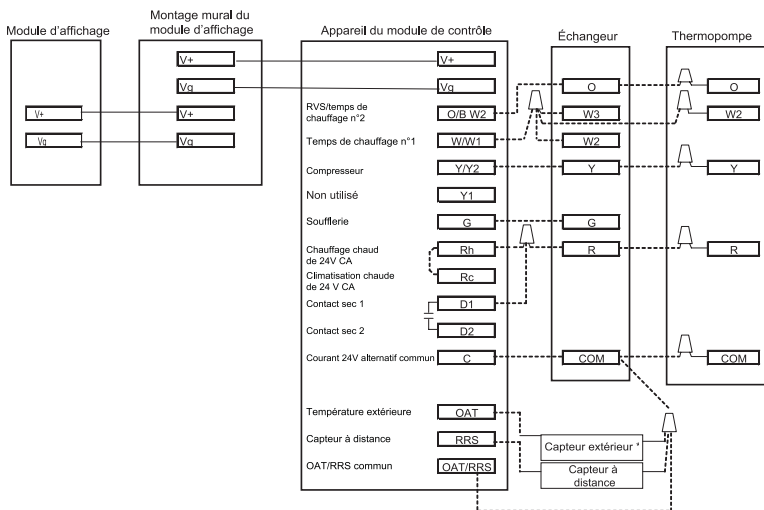 Module d'affichage
Montage mural du
module d'affichage
Appareil du module de contrôle
Échangeur
Thermopompe
V+
V+
Vg
Vg
RVS/temps de
chauffage n°2
O/B W2
O
O
V+
V+
W3
W2
Vg
Vg
Temps de chauffage n°1
W/W1
W2
Compresseur
Y/Y2
Y
Y
Non utilisé
Y1
Soufflerie
G
G
Chauffage chaud
de 24V CA
Rh
R
R
Climatisation chaude
de 24 V CA
Rc
Contact sec 1
D1
Contact sec 2
D2
Courant 24V alternatif commun
C
COM
COM
Température extérieure
OAT
Capteur à distance
RRS
Capteur extérieur *
OAT/RRS commun
OAT/RRS
Capteur à
distance